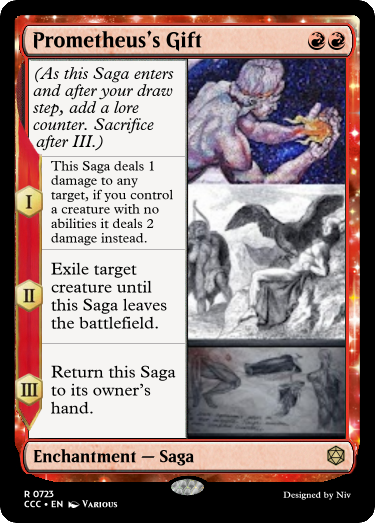 Prometheus's Gift
(As this Saga enters
and after your draw
step, add a lore
counter. Sacrifice
after III.)
I
This Saga deals 1
damage to any
target, if you control
a creature with no
abilities it deals 2
damage instead.
II
Exile target
creature until
this Saga leaves
the battlefield.
III
Return this Saga
to its owner's
hand.
Enchantment — Saga
R 0723
CCC • EN Various
Designed by Niv